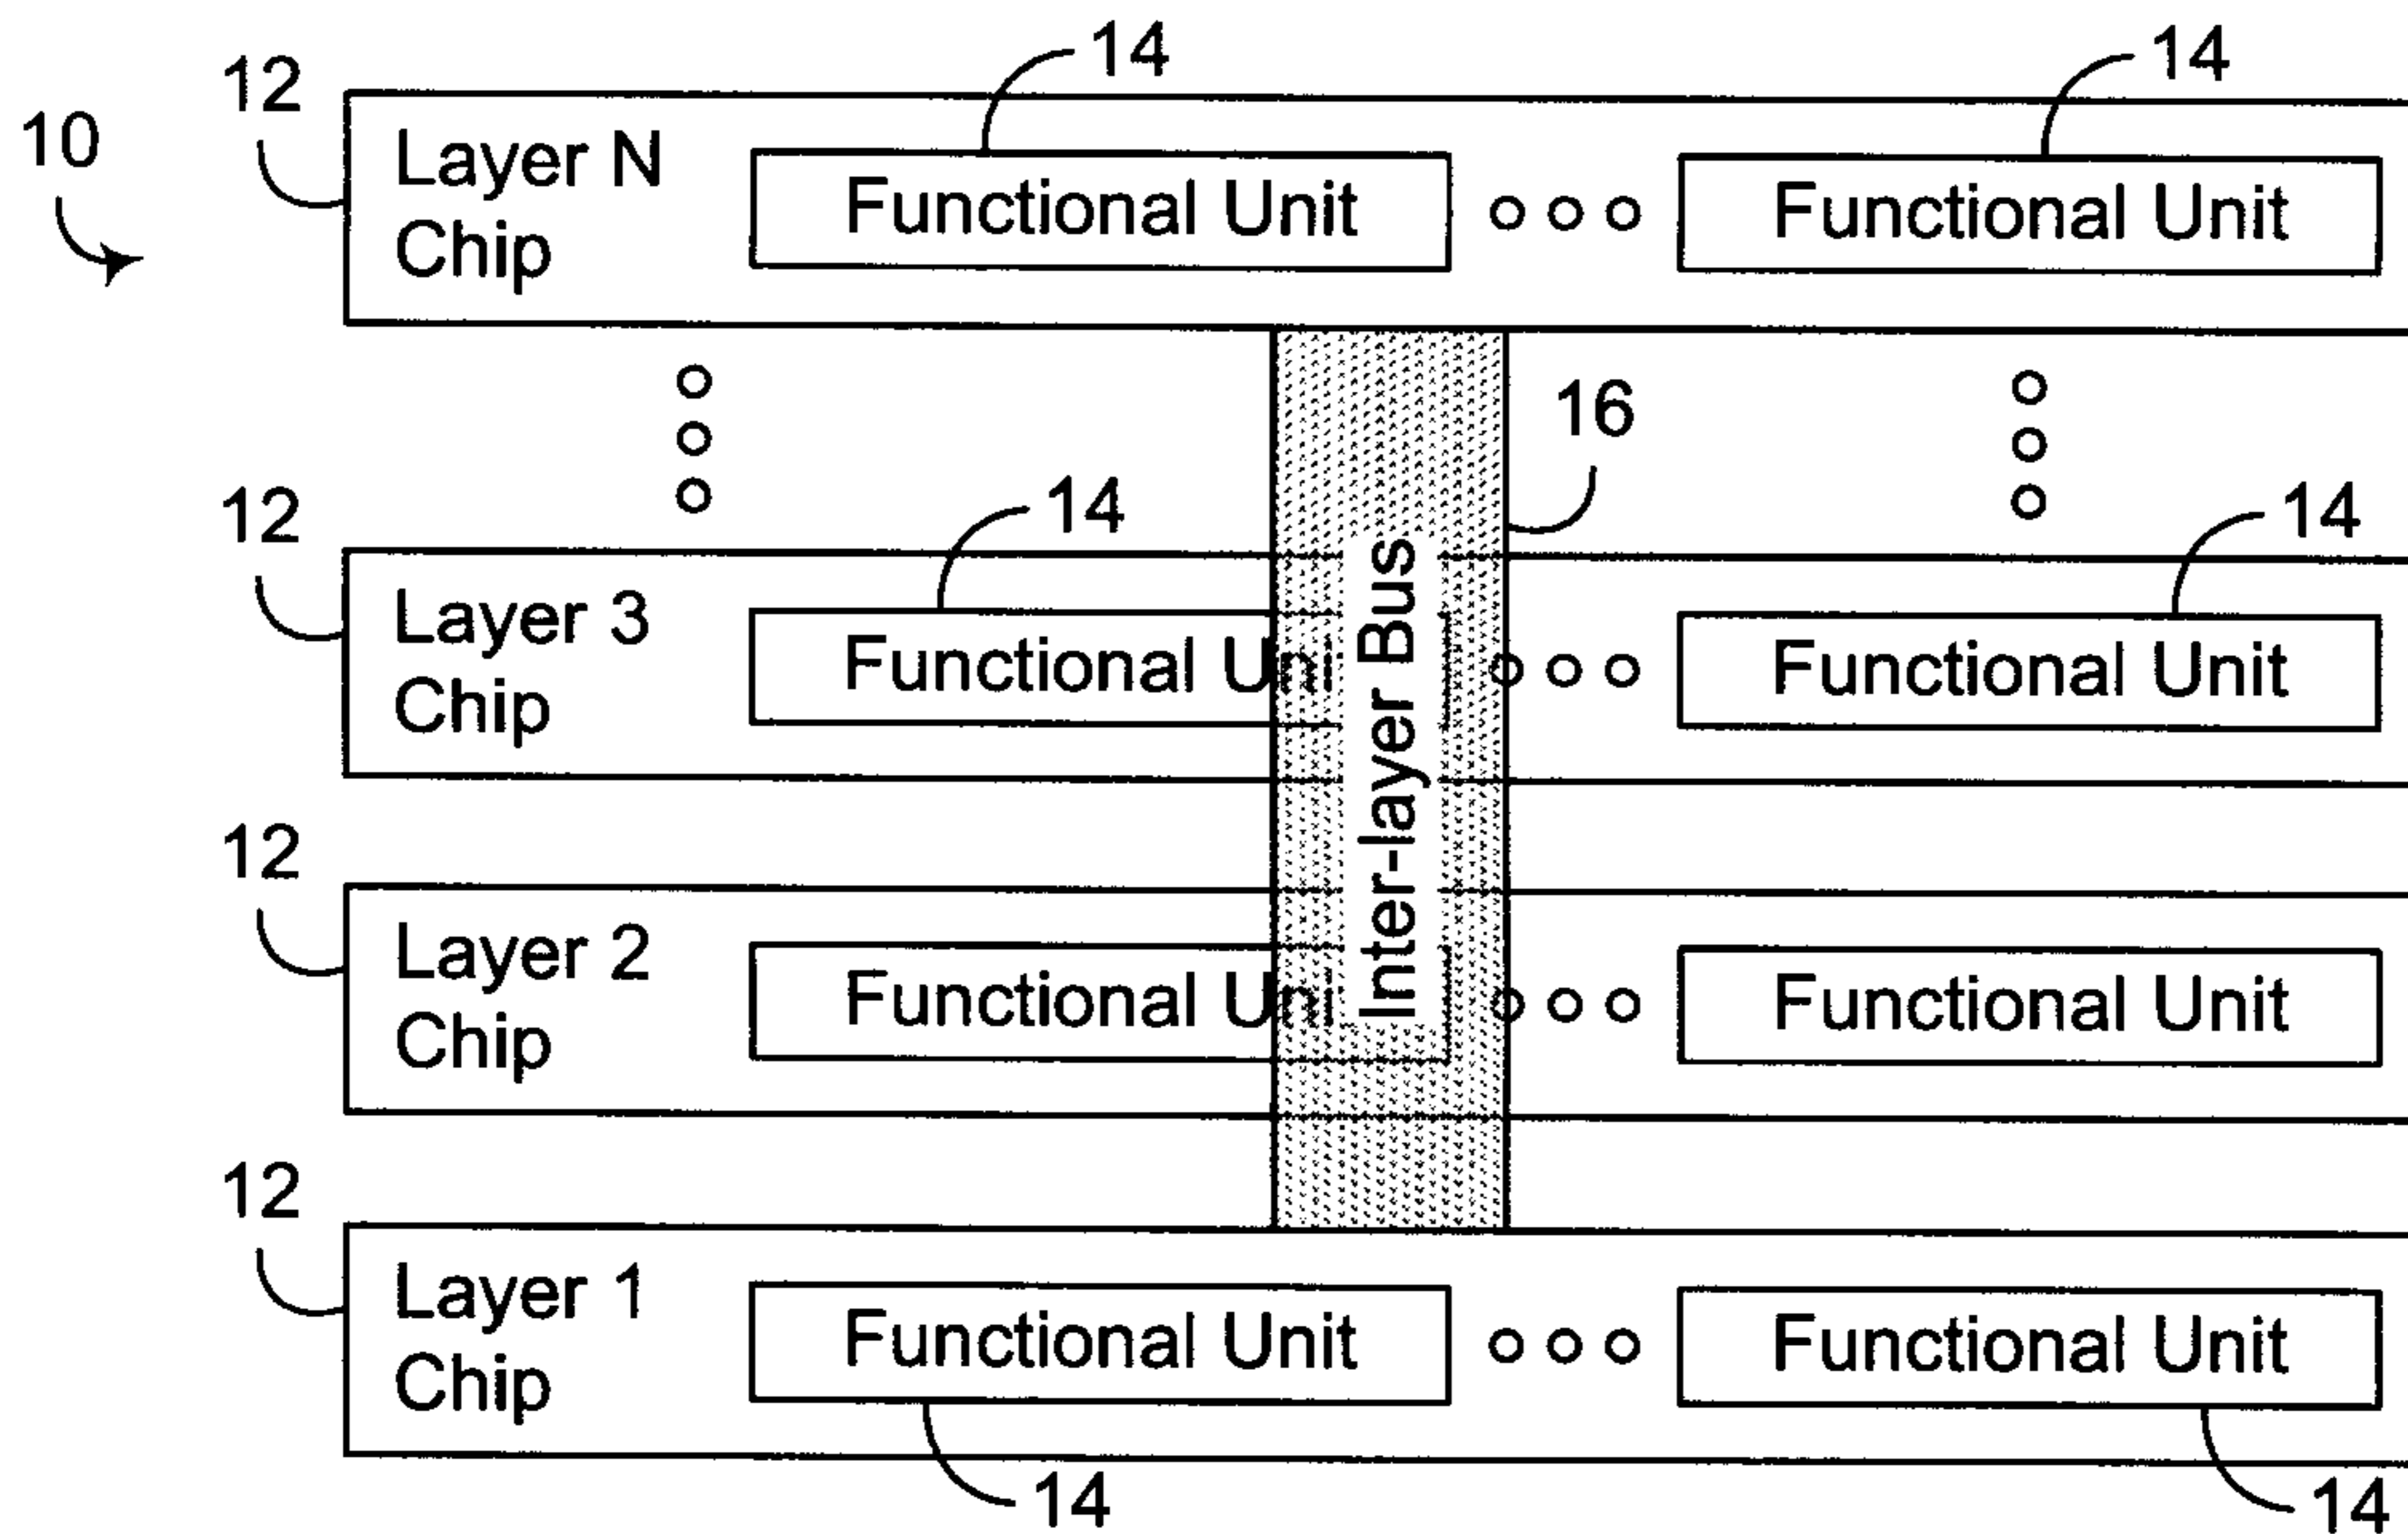 14
14
12
10
Layer N
Chip
Functional Unit
Functional Unit
16
12
14
14
Layer 3
Chip
Functional Uni
Functional Unit
Inter-layer Bus
12
Layer 2
Chip
Functional Uni
Functional Unit
12
Layer 1
Chip
Functional Unit
Functional Unit
14
14